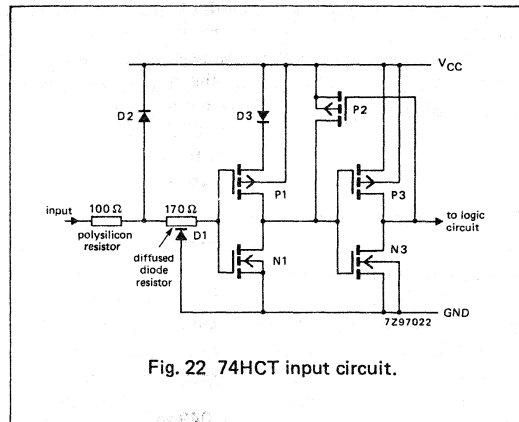 VCC
D2
D3
P2
P1
P3
input
100 Ω
170 Ω
to logic
circuit
polysilicon
resistor
D1
diffused
diode
resistor
N1
N3
GND
7Z97022
Fig. 22 74HCT input circuit.